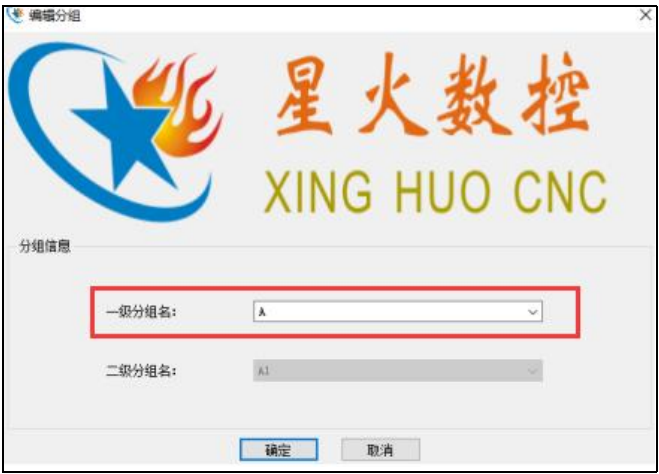 编辑分组
星火数控
XING HUO CNC
分组信息
一级分组名： A
二级分组名： A1
确定 取消